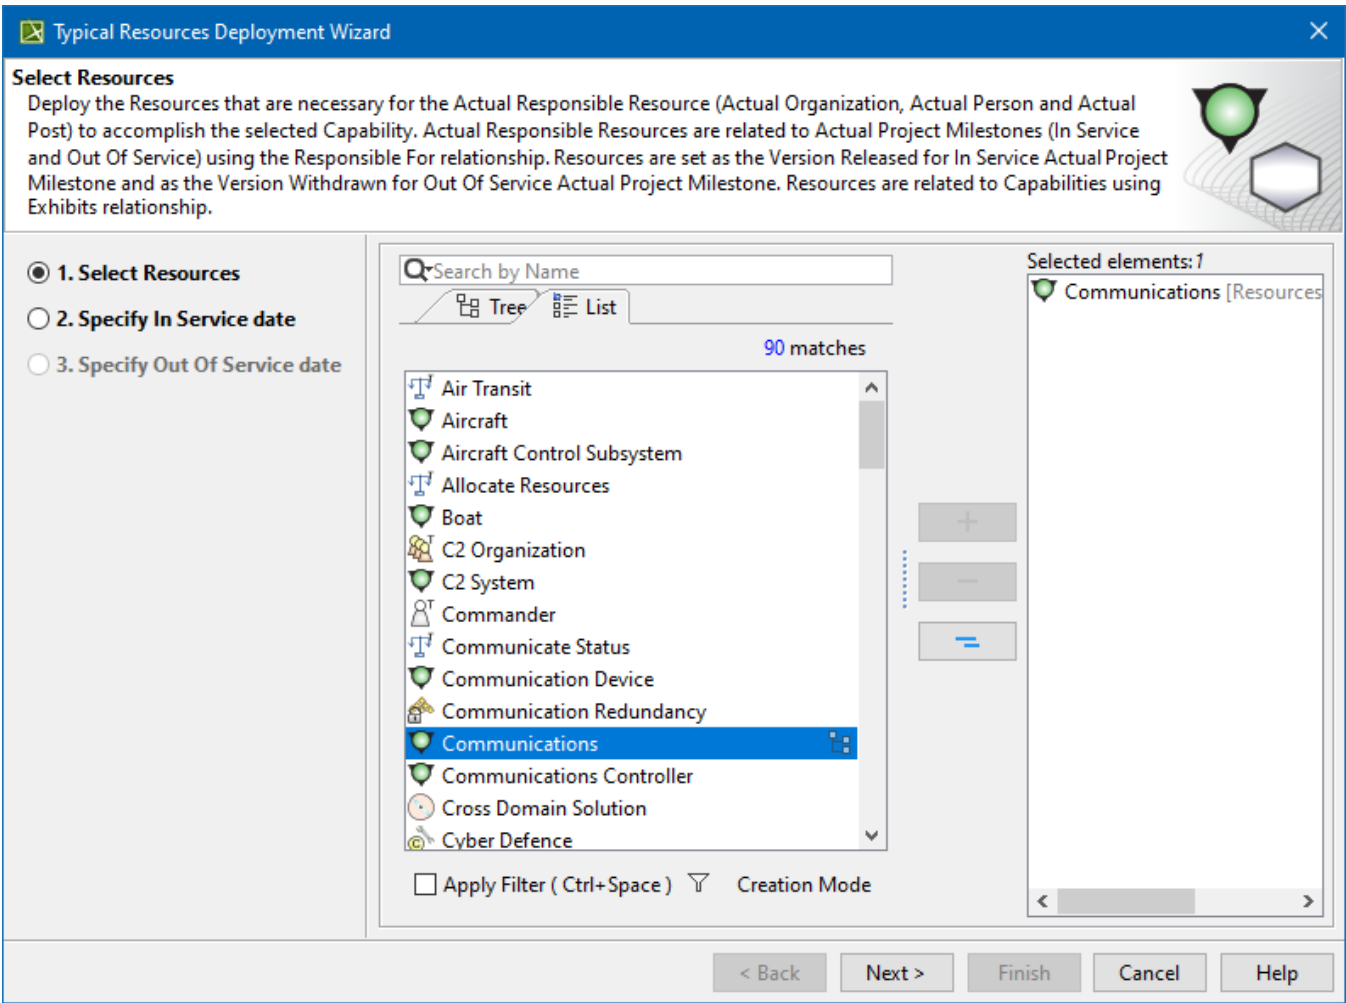 Typical Resources Deployment Wizard
Select Resources
Deploy the Resources that are necessary for the Actual Responsible Resource (Actual Organization, Actual Person and Actual
Post) to accomplish the selected Capability. Actual Responsible Resources are related to Actual Project Milestones (In Service
and Out Of Service) using the Responsible For relationship. Resources are set as the Version Released for In Service Actual Project
Milestone and as the Version Withdrawn for Out Of Service Actual Project Milestone. Resources are related to Capabilities using
Exhibits relationship.
1. Select Resources
2. Specify In Service date
3. Specify Out Of Service date
Search by Name
Tree
List
90 matches
Air Transit
Aircraft
Aircraft Control Subsystem
Allocate Resources
Boat
C2 Organization
C2 System
Commander
Communicate Status
Communication Device
Communication Redundancy
Communications
Communications Controller
Cross Domain Solution
Cyber Defence
Apply Filter ( Ctrl+Space )
Creation Mode
Selected elements: 1
Communications [Resources
< Back
Next >
Finish
Cancel
Help